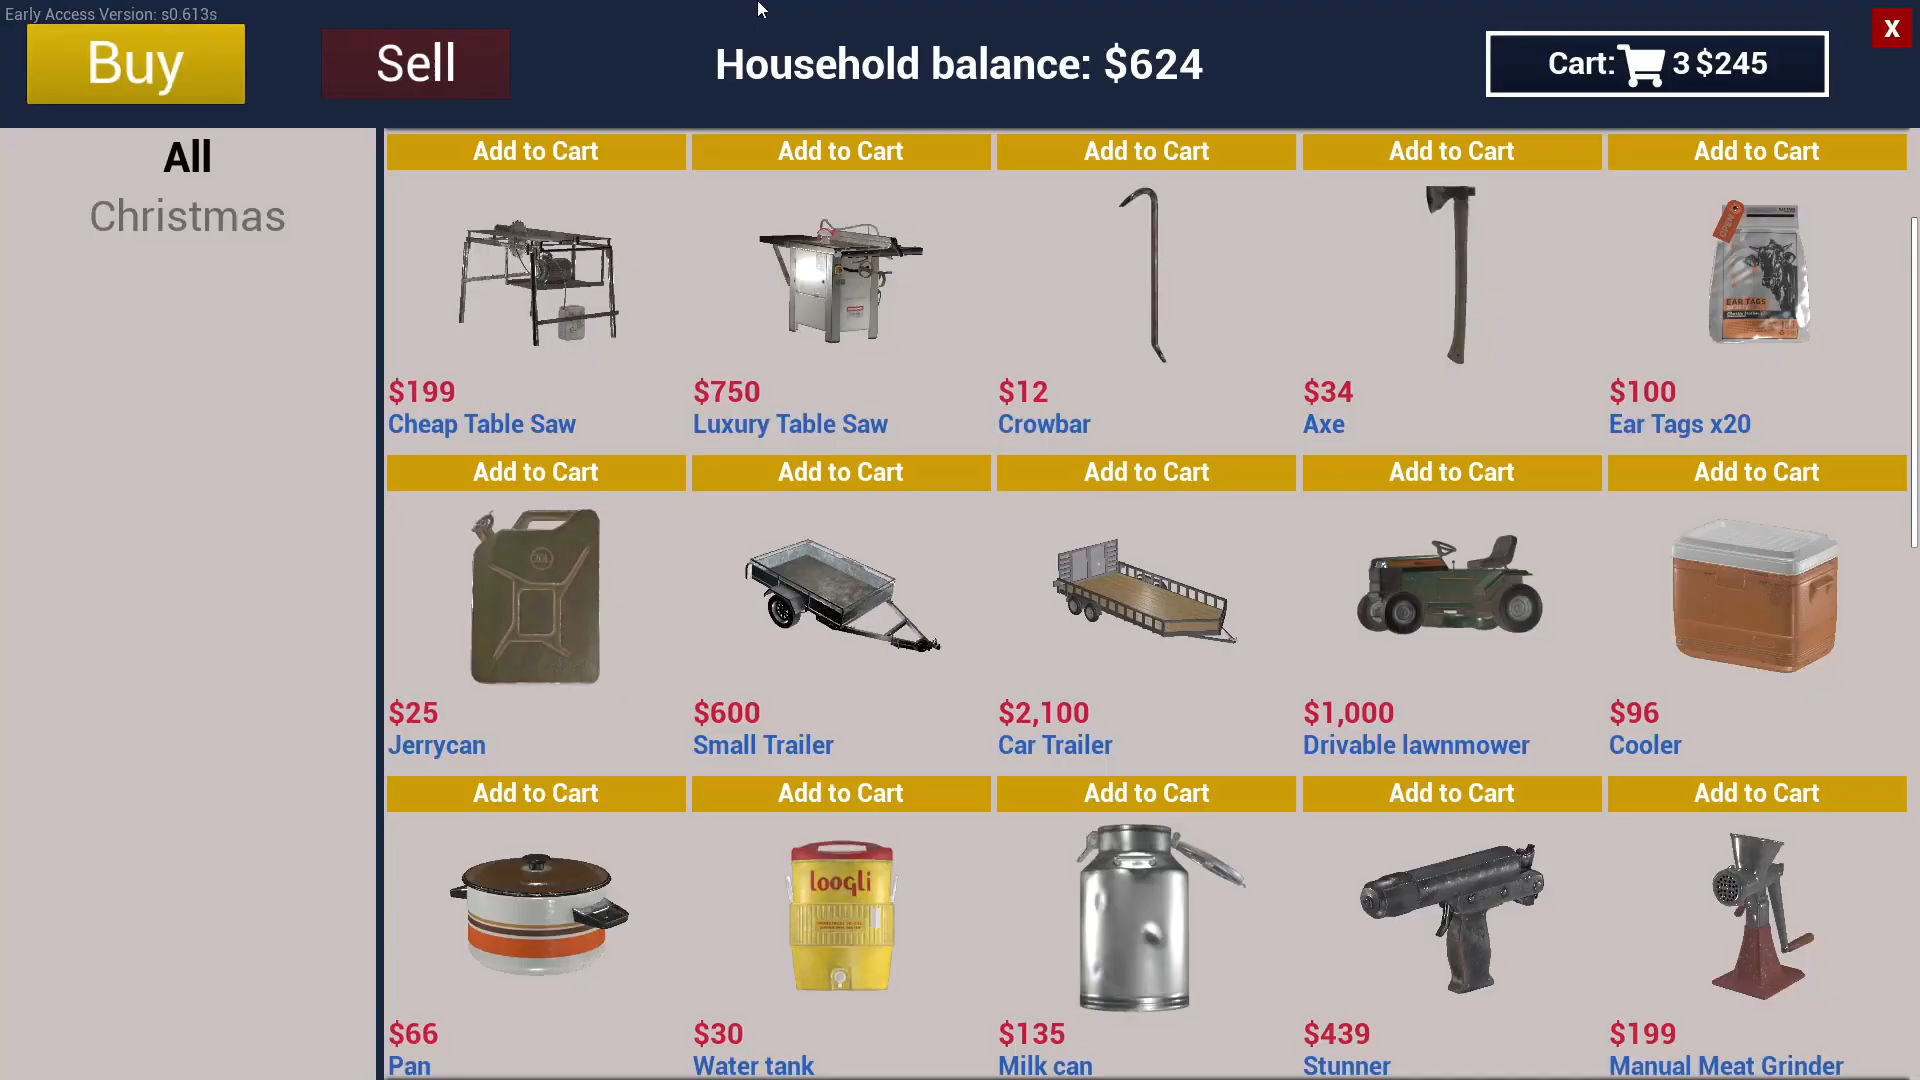 Early Access Version: s0.613s
Buy
Sell
Household balance: $624
Cart: 3 $245
X
All
Christmas
Add to Cart Add to Cart Add to Cart Add to Cart Add to Cart
EAR TAGS
$199 $750 $12 $34 $100
Cheap Table Saw Luxury Table Saw Crowbar Axe Ear Tags x20
Add to Cart Add to Cart Add to Cart Add to Cart Add to Cart
$25 $600 $2,100 $1,000 $96
Jerrycan Small Trailer Car Trailer Drivable lawnmower Cooler
Add to Cart Add to Cart Add to Cart Add to Cart Add to Cart
loogli
$66 $30 $135 $439 $199
Pan Water tank Milk can Stunner Manual Meat Grinder